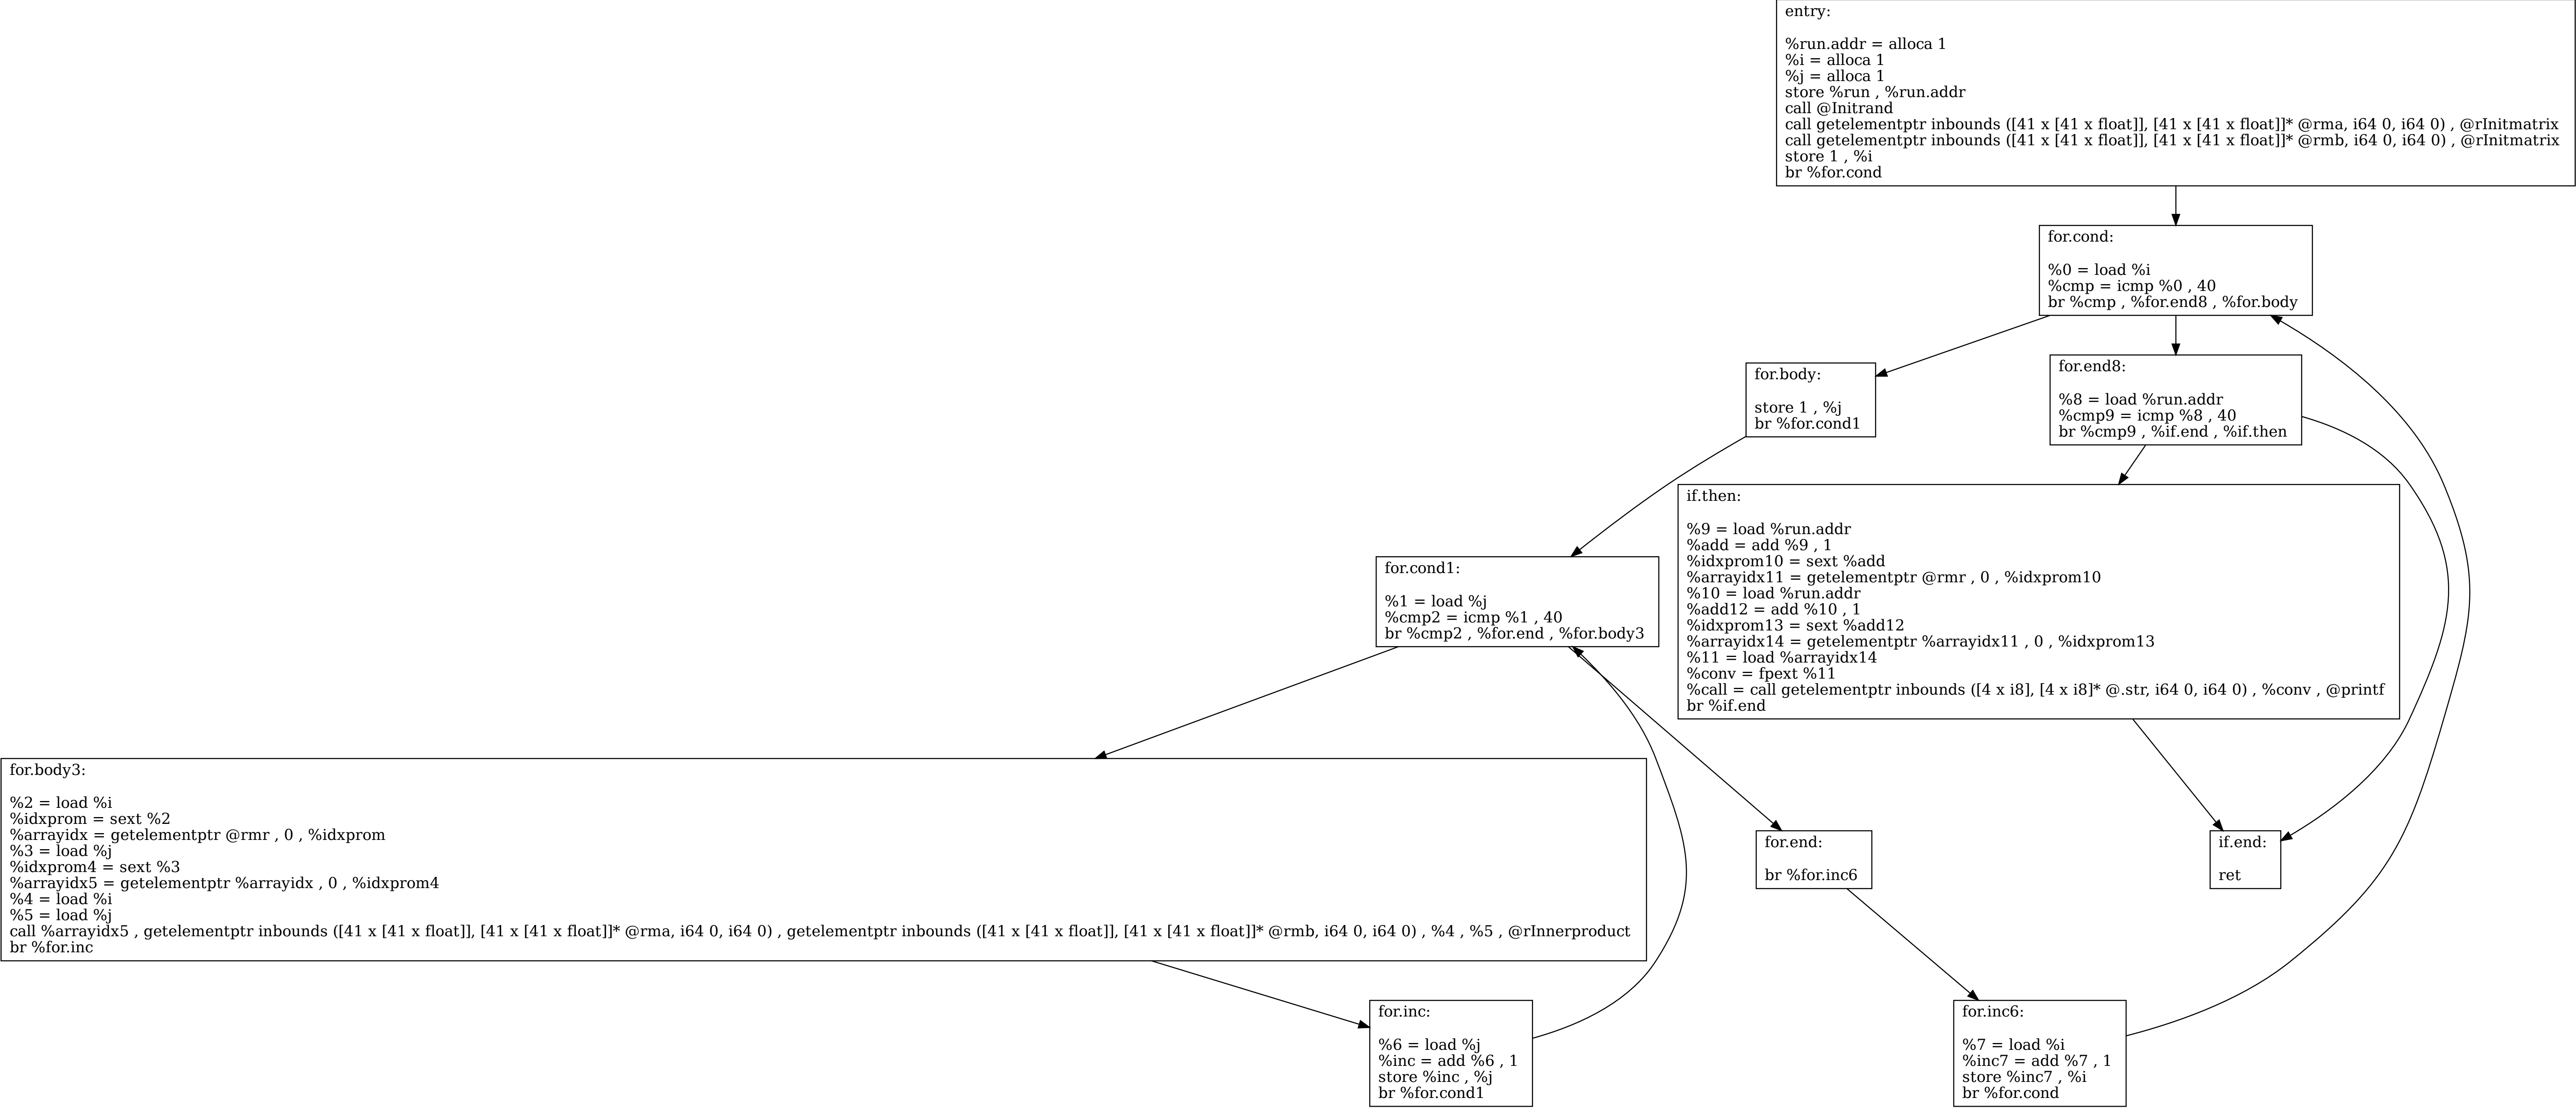 entry:
%run.addr = alloca 1
%i = alloca 1
%j = alloca 1
store %run , %run.addr
call @Initrand
call getelementptr inbounds ([41 x [41 x float]], [41 x [41 x float]]* @rma, i64 0, i64 0) , @rInitmatrix
call getelementptr inbounds ([41 x [41 x float]], [41 x [41 x float]]* @rmb, i64 0, i64 0) , @rInitmatrix
store 1 , %i
br %for.cond
for.cond:
%0 = load %i
%cmp = icmp %0 , 40
br %cmp , %for.end8 , %for.body
for.body:
store 1 , %j
br %for.cond1
for.end8:
%8 = load %run.addr
%cmp9 = icmp %8 , 40
br %cmp9 , %if.end , %if.then
if.then:
%9 = load %run.addr
%add = add %9 , 1
%idxprom10 = sext %add
%arrayidx11 = getelementptr @rmr , 0 , %idxprom10
%10 = load %run.addr
%add12 = add %10 , 1
%idxprom13 = sext %add12
%arrayidx14 = getelementptr %arrayidx11 , 0 , %idxprom13
%11 = load %arrayidx14
%conv = fpext %11
%call = call getelementptr inbounds ([4 x i8], [4 x i8]* @.str, i64 0, i64 0) , %conv , @printf
br %if.end
for.cond1:
%1 = load %j
%cmp2 = icmp %1 , 40
br %cmp2 , %for.end , %for.body3
for.body3:
%2 = load %i
%idxprom = sext %2
%arrayidx = getelementptr @rmr , 0 , %idxprom
%3 = load %j
%idxprom4 = sext %3
%arrayidx5 = getelementptr %arrayidx , 0 , %idxprom4
%4 = load %i
%5 = load %j
call %arrayidx5 , getelementptr inbounds ([41 x [41 x float]], [41 x [41 x float]]* @rma, i64 0, i64 0) , getelementptr inbounds ([41 x [41 x float]], [41 x [41 x float]]* @rmb, i64 0, i64 0) , %4 , %5 , @rInnerproduct
br %for.inc
for.end:
br %for.inc6
if.end:
ret
for.inc:
%6 = load %j
%inc = add %6 , 1
store %inc , %j
br %for.cond1
for.inc6:
%7 = load %i
%inc7 = add %7 , 1
store %inc7 , %i
br %for.cond